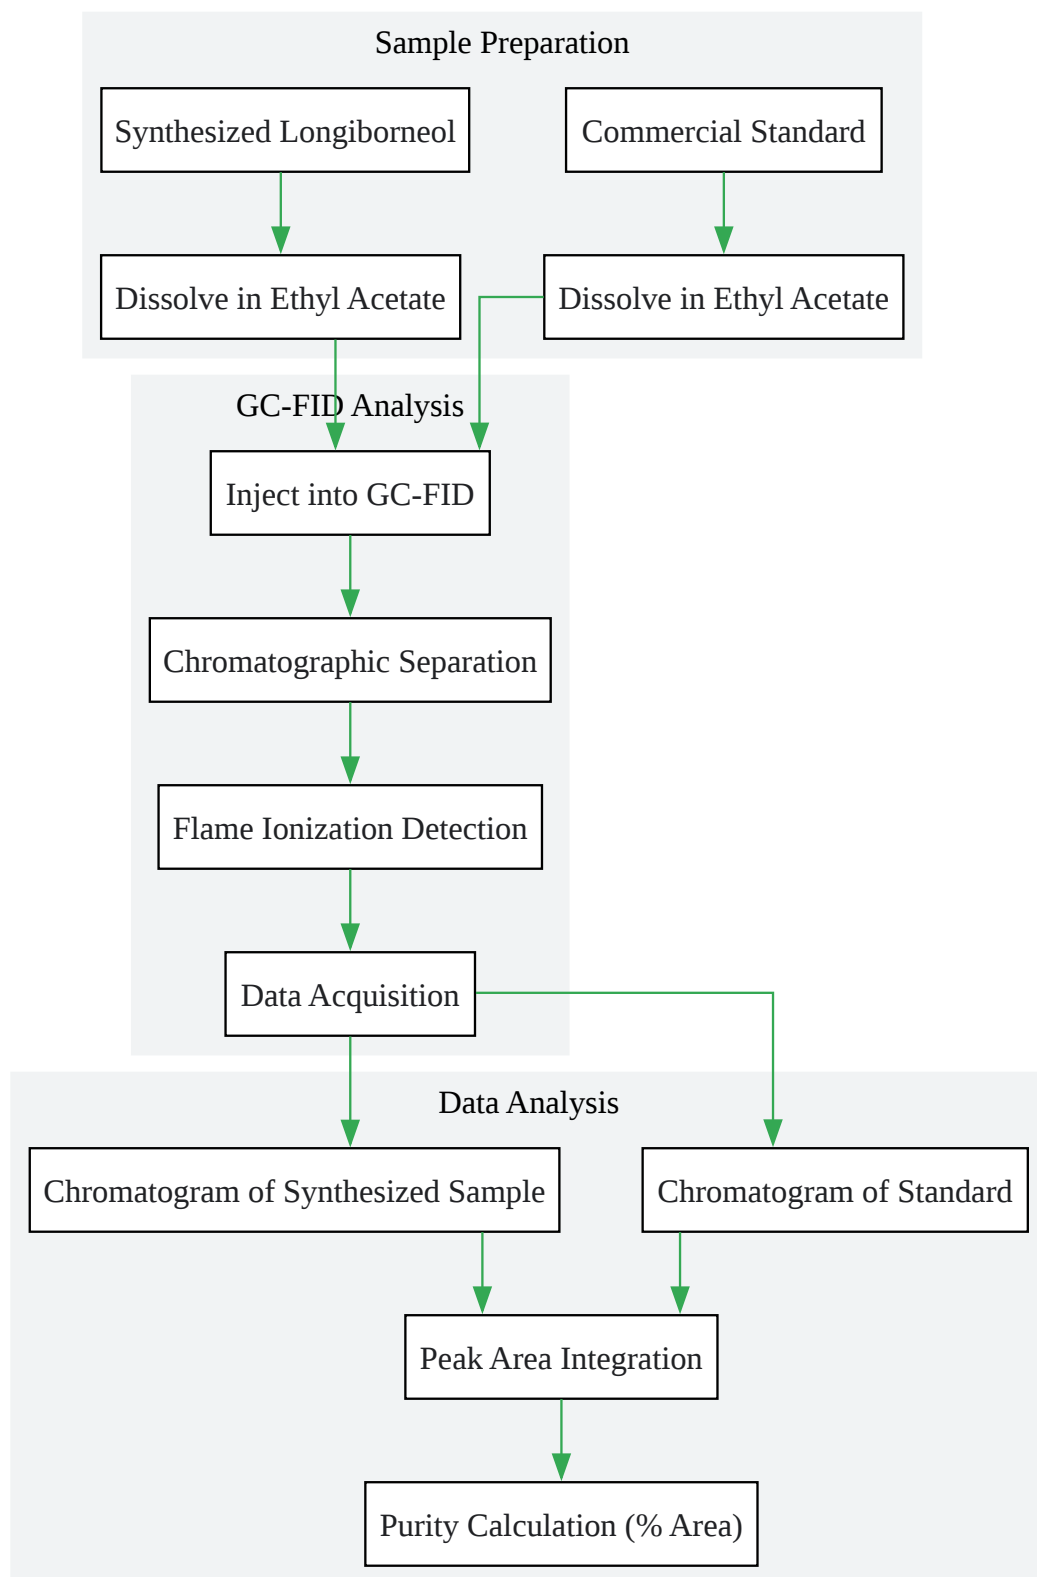 Sample Preparation
Synthesized Longiborneol
Commercial Standard
Dissolve in Ethyl Acetate
Dissolve in Ethyl Acetate
GC-FID Analysis
Inject into GC-FID
Chromatographic Separation
Flame Ionization Detection
Data Acquisition
Data Analysis
Chromatogram of Synthesized Sample
Chromatogram of Standard
Peak Area Integration
Purity Calculation (% Area)